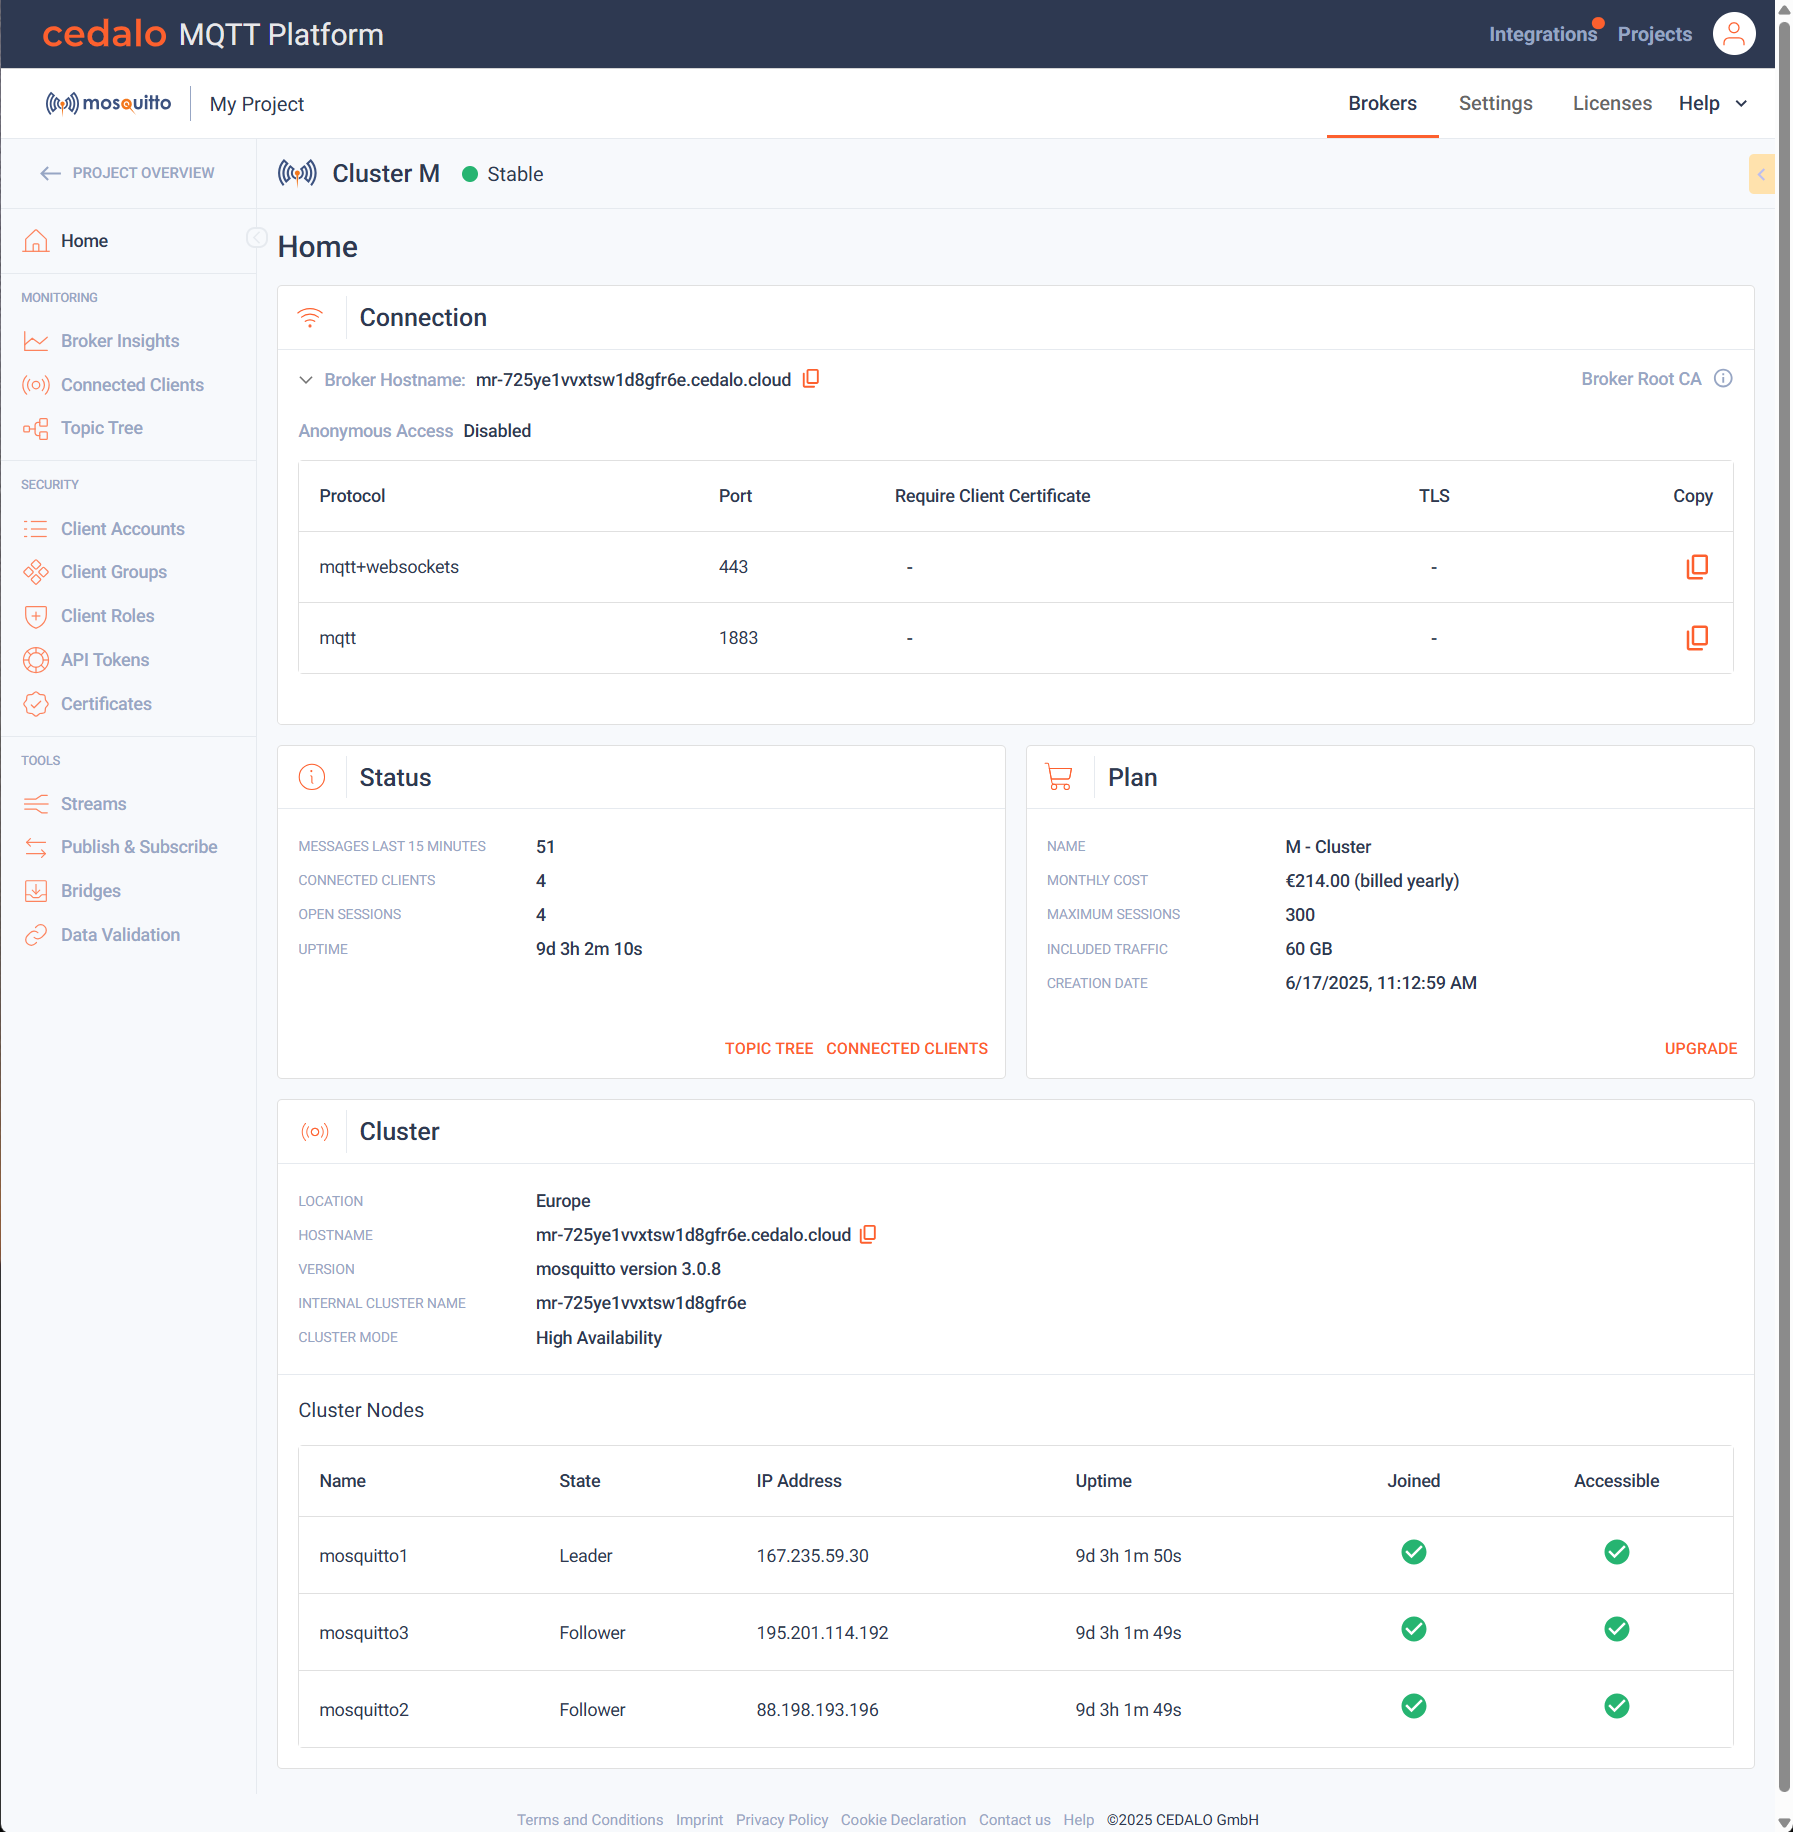 cedalo MQTT Platform
Integrations Projects
mosquitto My Project
Brokers Settings Licenses Help
PROJECT OVERVIEW
Cluster M Stable
Home
MONITORING
Broker Insights
Connected Clients
Topic Tree
SECURITY
Client Accounts
Client Groups
Client Roles
API Tokens
Certificates
TOOLS
Streams
Publish & Subscribe
Bridges
Data Validation
Home
Connection
Broker Hostname: mr-725ye1vvxtsw1d8gfr6e.cedalo.cloud
Broker Root CA
Anonymous Access Disabled
Protocol Port Require Client Certificate TLS Copy
mqtt+websockets 443 - -
mqtt 1883 - -
Status
MESSAGES LAST 15 MINUTES 51
CONNECTED CLIENTS 4
OPEN SESSIONS 4
UPTIME 9d 3h 2m 10s
TOPIC TREE CONNECTED CLIENTS
Plan
NAME M - Cluster
MONTHLY COST €214.00 (billed yearly)
MAXIMUM SESSIONS 300
INCLUDED TRAFFIC 60 GB
CREATION DATE 6/17/2025, 11:12:59 AM
UPGRADE
Cluster
LOCATION Europe
HOSTNAME mr-725ye1vvxtsw1d8gfr6e.cedalo.cloud
VERSION mosquitto version 3.0.8
INTERNAL CLUSTER NAME mr-725ye1vvxtsw1d8gfr6e
CLUSTER MODE High Availability
Cluster Nodes
Name State IP Address Uptime Joined Accessible
mosquitto1 Leader 167.235.59.30 9d 3h 1m 50s
mosquitto3 Follower 195.201.114.192 9d 3h 1m 49s
mosquitto2 Follower 88.198.193.196 9d 3h 1m 49s
Terms and Conditions Imprint Privacy Policy Cookie Declaration Contact us Help ©2025 CEDALO GmbH